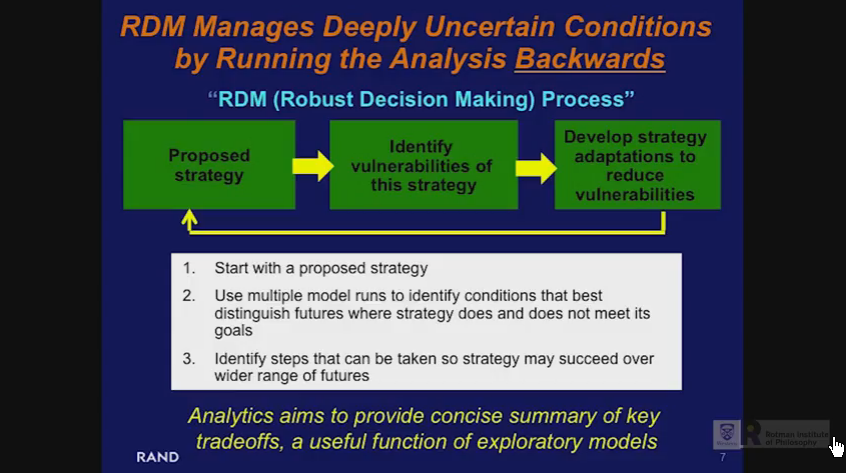 RDM Manages Deeply Uncertain Conditions
by Running the Analysis Backwards
“RDM (Robust Decision Making) Process”
Proposed
strategy
Identify
vulnerabilities of
this strategy
Develop strategy
adaptations to
reduce
vulnerabilities
1. Start with a proposed strategy
2. Use multiple model runs to identify conditions that best
distinguish futures where strategy does and does not meet its
goals
3. Identify steps that can be taken so strategy may succeed over
wider range of futures
Analytics aims to provide concise summary of key
tradeoffs, a useful function of exploratory models
Rotman Institute
of Philosophy
RAND
7